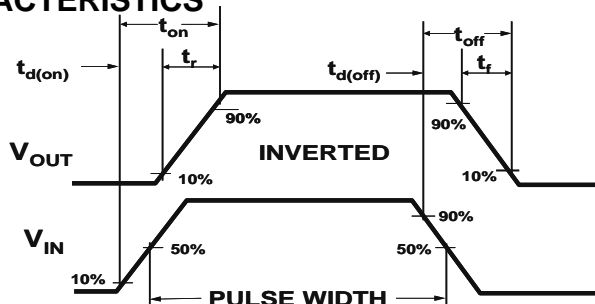 ACTERISTICS
ton
toff
td(on)
tr
td(off)
tf
90%
90%
VOUT
INVERTED
10%
10%
VIN
90%
50%
50%
10%
PULSE WIDTH